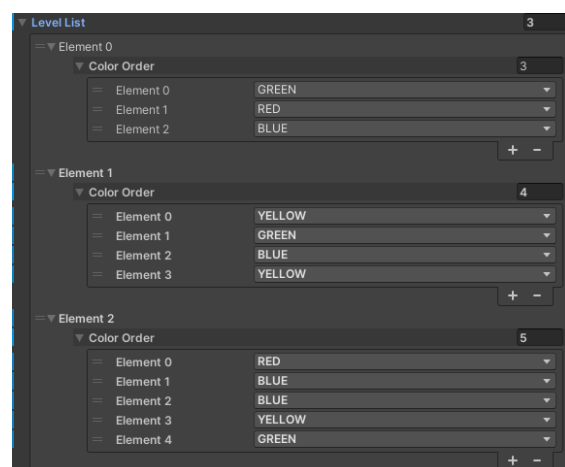 Level List 3
Element 0
Color Order 3
Element 0 GREEN
Element 1 RED
Element 2 BLUE
+ -
Element 1
Color Order 4
Element 0 YELLOW
Element 1 GREEN
Element 2 BLUE
Element 3 YELLOW
+ -
Element 2
Color Order 5
Element 0 RED
Element 1 BLUE
Element 2 BLUE
Element 3 YELLOW
Element 4 GREEN
+ -